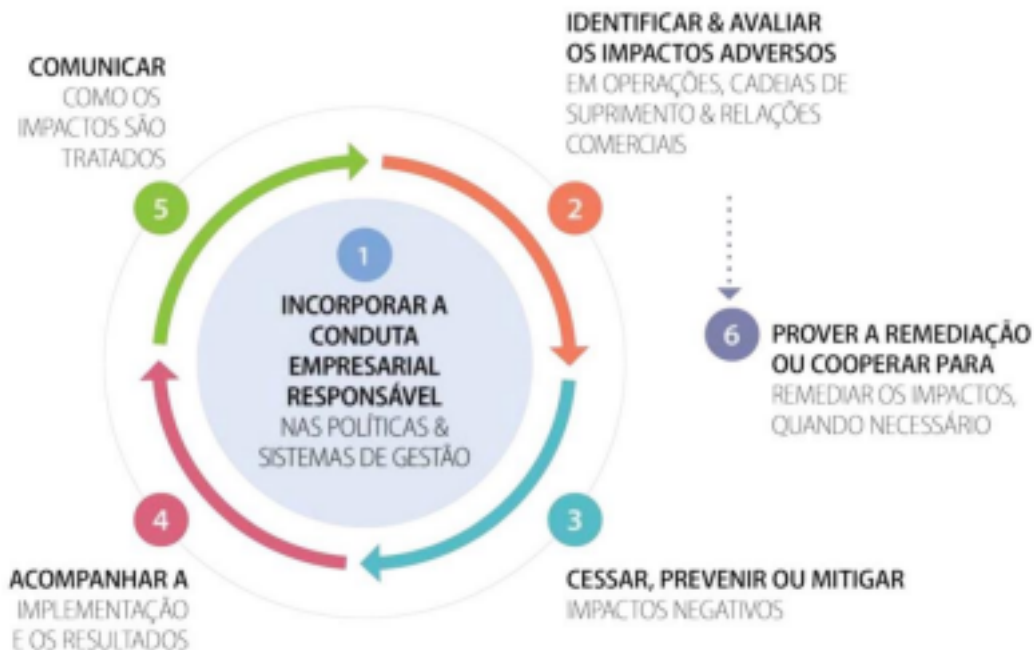 1
INCORPORAR A
CONDUTA
EMPRESARIAL
RESPONSÁVEL
NAS POLÍTICAS &
SISTEMAS DE GESTÃO
2
IDENTIFICAR & AVALIAR
OS IMPACTOS ADVERSOS
EM OPERAÇÕES, CADEIAS DE
SUPRIMENTO & RELAÇÕES
COMERCIAIS
3
CESSAR, PREVENIR OU MITIGAR
IMPACTOS NEGATIVOS
4
ACOMPANHAR A
IMPLEMENTAÇÃO
E OS RESULTADOS
5
COMUNICAR
COMO OS
IMPACTOS SÃO
TRATADOS
6
PROVER A REMEDIAÇÃO
OU COOPERAR PARA
REMEDIAR OS IMPACTOS,
QUANDO NECESSÁRIO